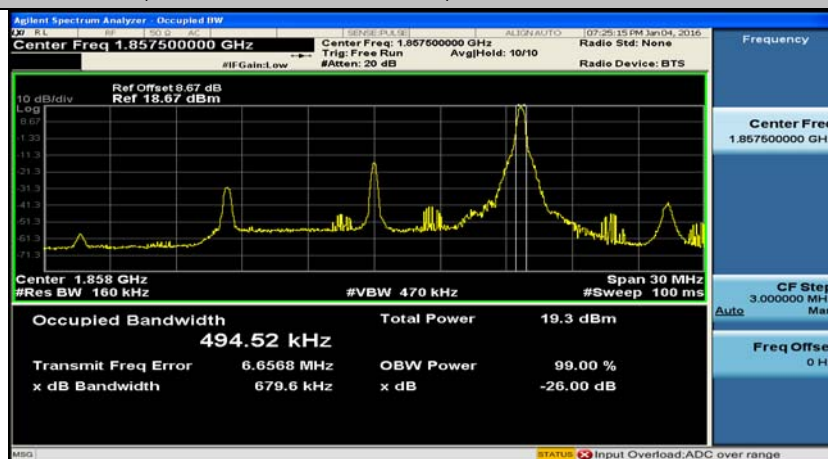 Agilent Spectrum Analyzer - Occupied BW
RL RF 50 Ω AC SENSE:PULSE ALIGN AUTO 07:25:15 PM Jan 04, 2016
Center Freq 1.857500000 GHz
Center Freq: 1.857500000 GHz
Radio Std: None
Trig: Free Run Avg|Held: 10/10
#IFGain:Low #Atten: 20 dB Radio Device: BTS
Ref Offset 8.67 dB
10 dB/div Ref 18.67 dBm
Log
8.67
-1.33
-11.3
-21.3
-31.3
-41.3
-51.3
-61.3
-71.3
Center 1.858 GHz Span 30 MHz
#Res BW 160 kHz #VBW 470 kHz #Sweep 100 ms
Occupied Bandwidth Total Power 19.3 dBm
494.52 kHz
Transmit Freq Error 6.6568 MHz OBW Power 99.00 %
x dB Bandwidth 679.6 kHz x dB -26.00 dB
Frequency
Center Fre
1.857500000 GH
CF Step
3.000000 MH
Auto Ma
Freq Offse
0 H
MSG STATUS Input Overload;ADC over range